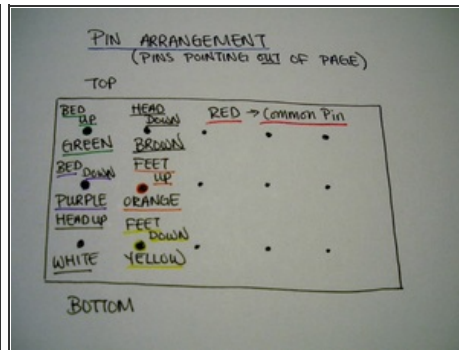 PIN ARRANGEMENT
(PINS POINTING OUT OF PAGE)
TOP
BED UP
HEAD DOWN
RED → Common Pin
GREEN
BROWN
BED DOWN
FEET UP
PURPLE
ORANGE
HEAD UP
FEET DOWN
WHITE
YELLOW
BOTTOM